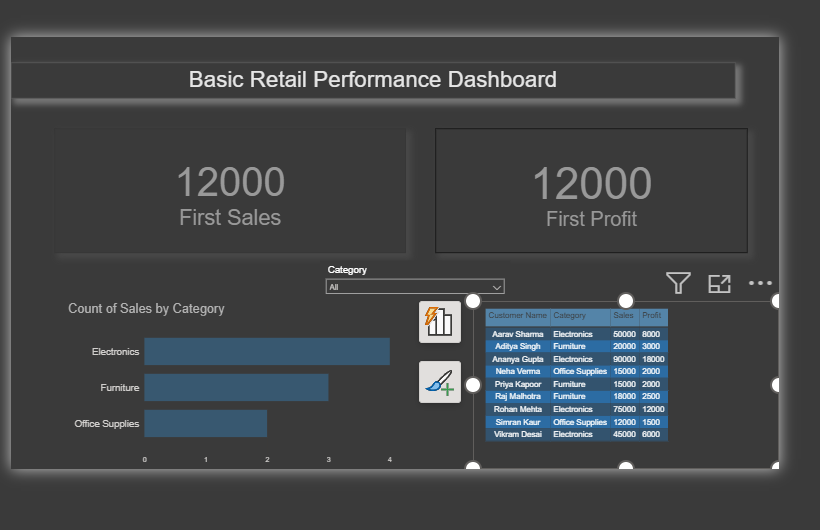 Basic Retail Performance Dashboard
12000
First Sales
12000
First Profit
Category
All
Count of Sales by Category
Electronics
Furniture
Office Supplies
0 1 2 3 4
Customer Name Category Sales Profit
Aarav Sharma Electronics 50000 8000
Aditya Singh Furniture 20000 3000
Ananya Gupta Electronics 90000 18000
Neha Verma Office Supplies 15000 2000
Priya Kapoor Furniture 15000 2000
Raj Malhotra Furniture 18000 2500
Rohan Mehta Electronics 75000 12000
Simran Kaur Office Supplies 12000 1500
Vikram Desai Electronics 45000 6000